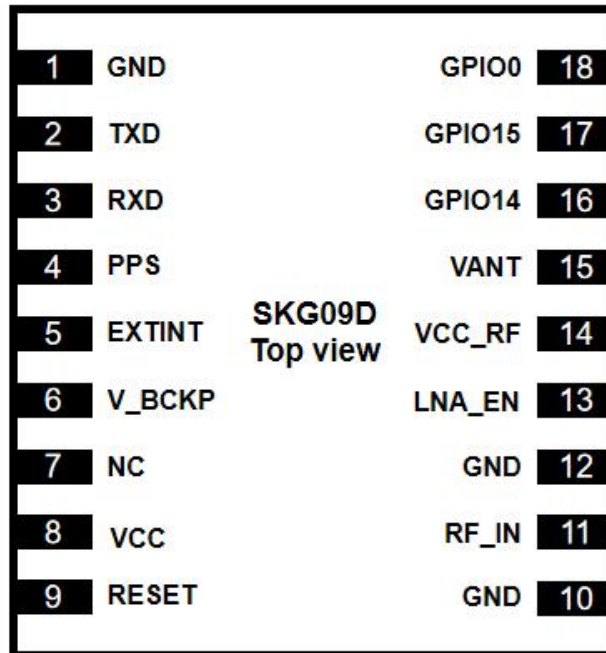 1 GND GPIO0 18
2 TXD GPIO15 17
3 RXD GPIO14 16
4 PPS VANT 15
SKG09D
5 EXTINT VCC_RF 14
Top view
6 V_BCKP LNA_EN 13
7 NC GND 12
8 VCC RF_IN 11
9 RESET GND 10